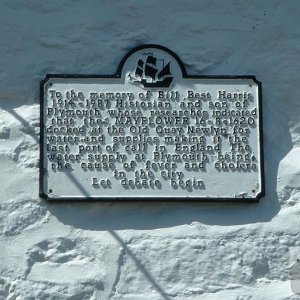 To the memory of Bill Best Harris
1914-1987 Historian and son of
Plymouth whose researches indicated
that the MAYFLOWER 16-8-1620
docked at the Old Quay Newlyn for
water and supplies making it the
last port of call in England The
water supply at Plymouth being
the cause of fever and cholera
in the city
Let debate begin